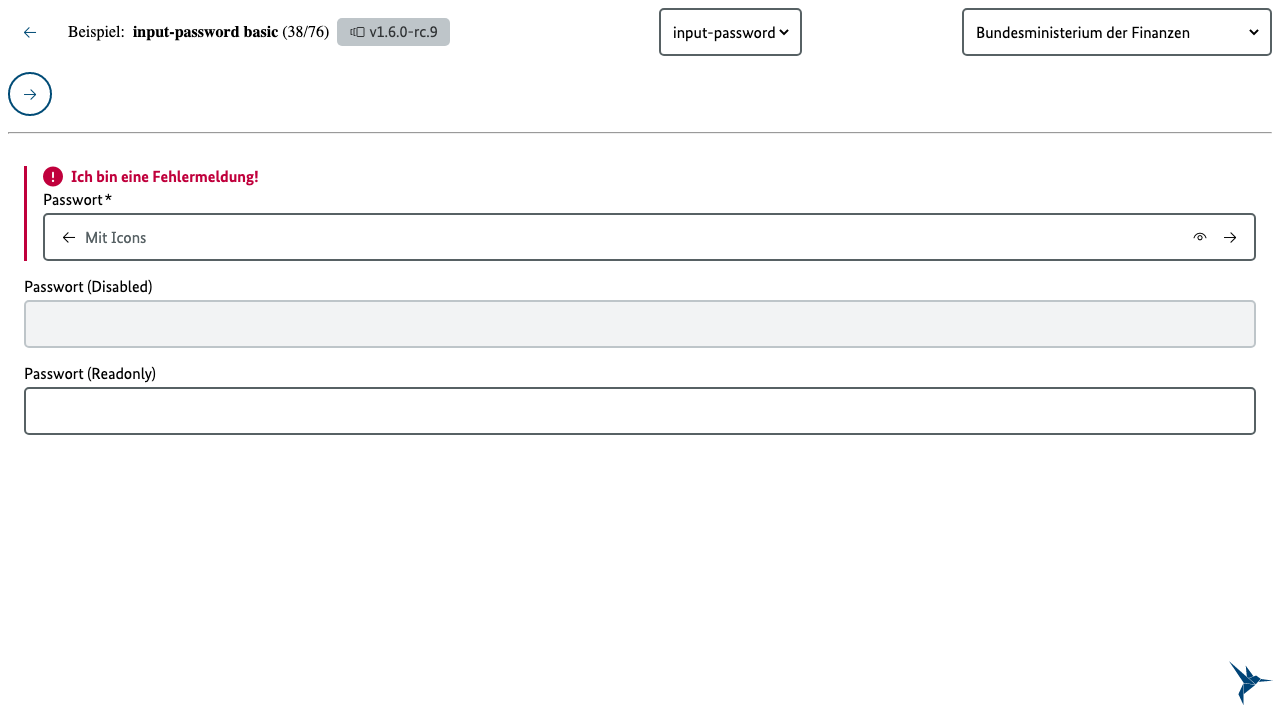 Beispiel: input-password basic (38/76) v1.6.0-rc.9 input-password Bundesministerium der Finanzen
Ich bin eine Fehlermeldung!
Passwort*
Mit Icons
Passwort (Disabled)
Passwort (Readonly)